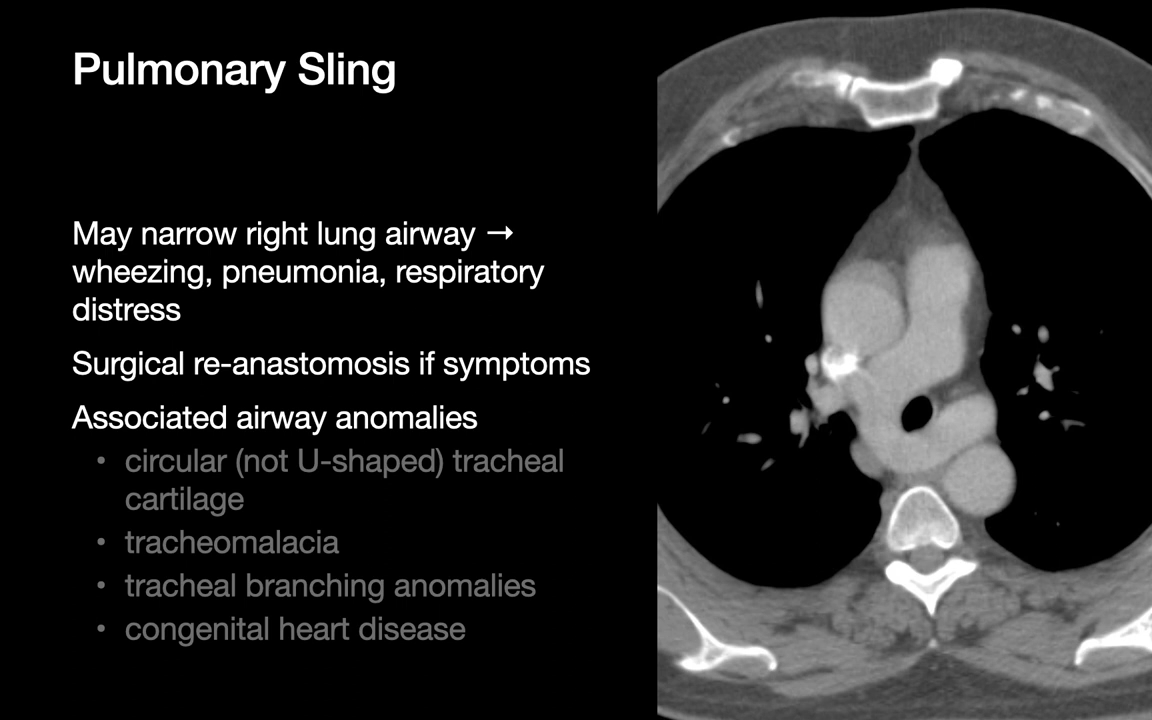 Pulmonary Sling
May narrow right lung airway →
wheezing, pneumonia, respiratory
distress
Surgical re-anastomosis if symptoms
Associated airway anomalies
• circular (not U-shaped) tracheal
cartilage
• tracheomalacia
• tracheal branching anomalies
• congenital heart disease